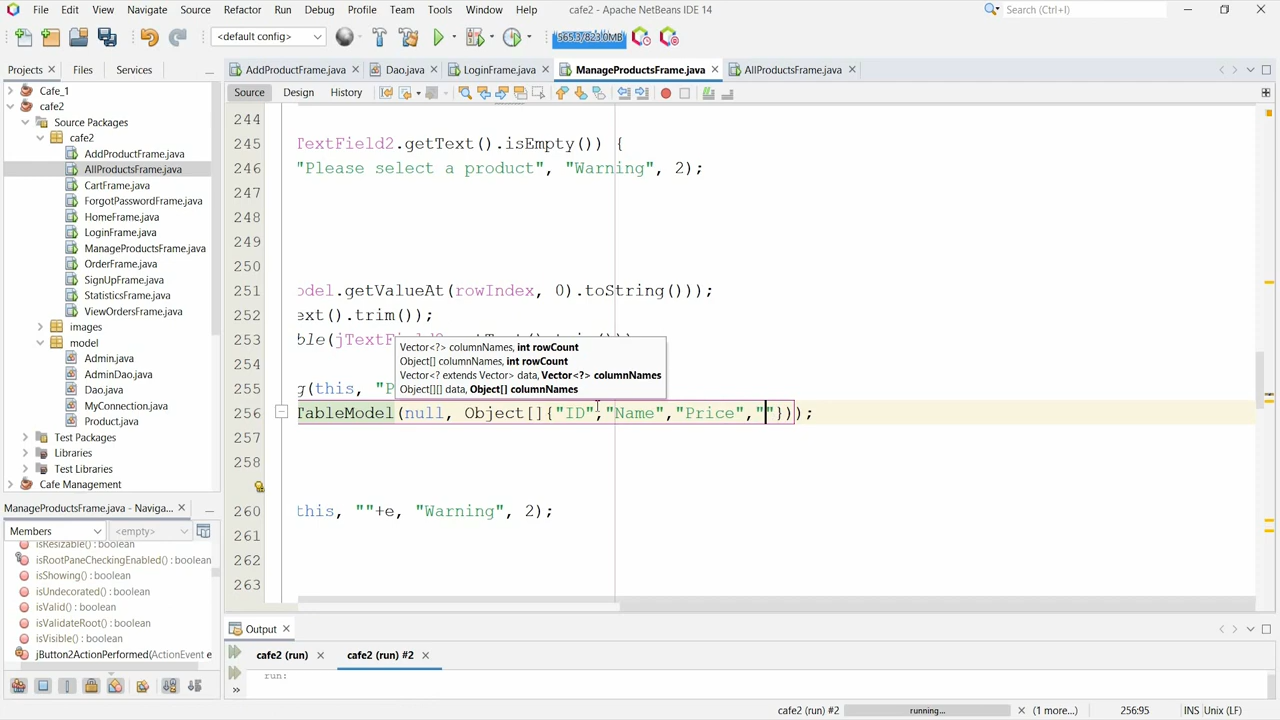 File Edit View Navigate Source Refactor Run Debug Profile Team Tools Window Help cafe2 - Apache NetBeans IDE 14 Search (Ctrl+I)
<default config> 565.3/823.0MB
Projects Files Services
AddProductFrame.java Dao.java LoginFrame.java ManageProductsFrame.java AllProductsFrame.java
Source Design History
Cafe_1
cafe2
Source Packages
cafe2
AddProductFrame.java
AllProductsFrame.java
CartFrame.java
ForgotPasswordFrame.java
HomeFrame.java
LoginFrame.java
ManageProductsFrame.java
OrderFrame.java
SignUpFrame.java
StatisticsFrame.java
ViewOrdersFrame.java
images
model
Admin.java
AdminDao.java
Dao.java
MyConnection.java
Product.java
Test Packages
Libraries
Test Libraries
Cafe Management
244
245 TextField2.getText().isEmpty()) {
246 "Please select a product", "Warning", 2);
247
248
249
250
251 odel.getValueAt(rowIndex, 0).toString()));
252 ext().trim());
253 ble(jTextF
254
255 g(this, "P
256 TableModel(null, Object[]{"ID","Name","Price",""}));
257
258
260 this, ""+e, "Warning", 2);
261
262
263
Vector<?> columnNames, int rowCount
Object[] columnNames, int rowCount
Vector<? extends Vector> data, Vector<?> columnNames
Object[][] data, Object[] columnNames
ManageProductsFrame.java - Naviga...
Members <empty>
isResizable() : boolean
isRootPaneCheckingEnabled() : boolean
isShowing() : boolean
isUndecorated() : boolean
isValid() : boolean
isValidateRoot() : boolean
isVisible() : boolean
jButton2ActionPerformed(ActionEvent e
Output
cafe2 (run) cafe2 (run) #2
run:
cafe2 (run) #2 running... (1 more...) 256:95 INS Unix (LF)